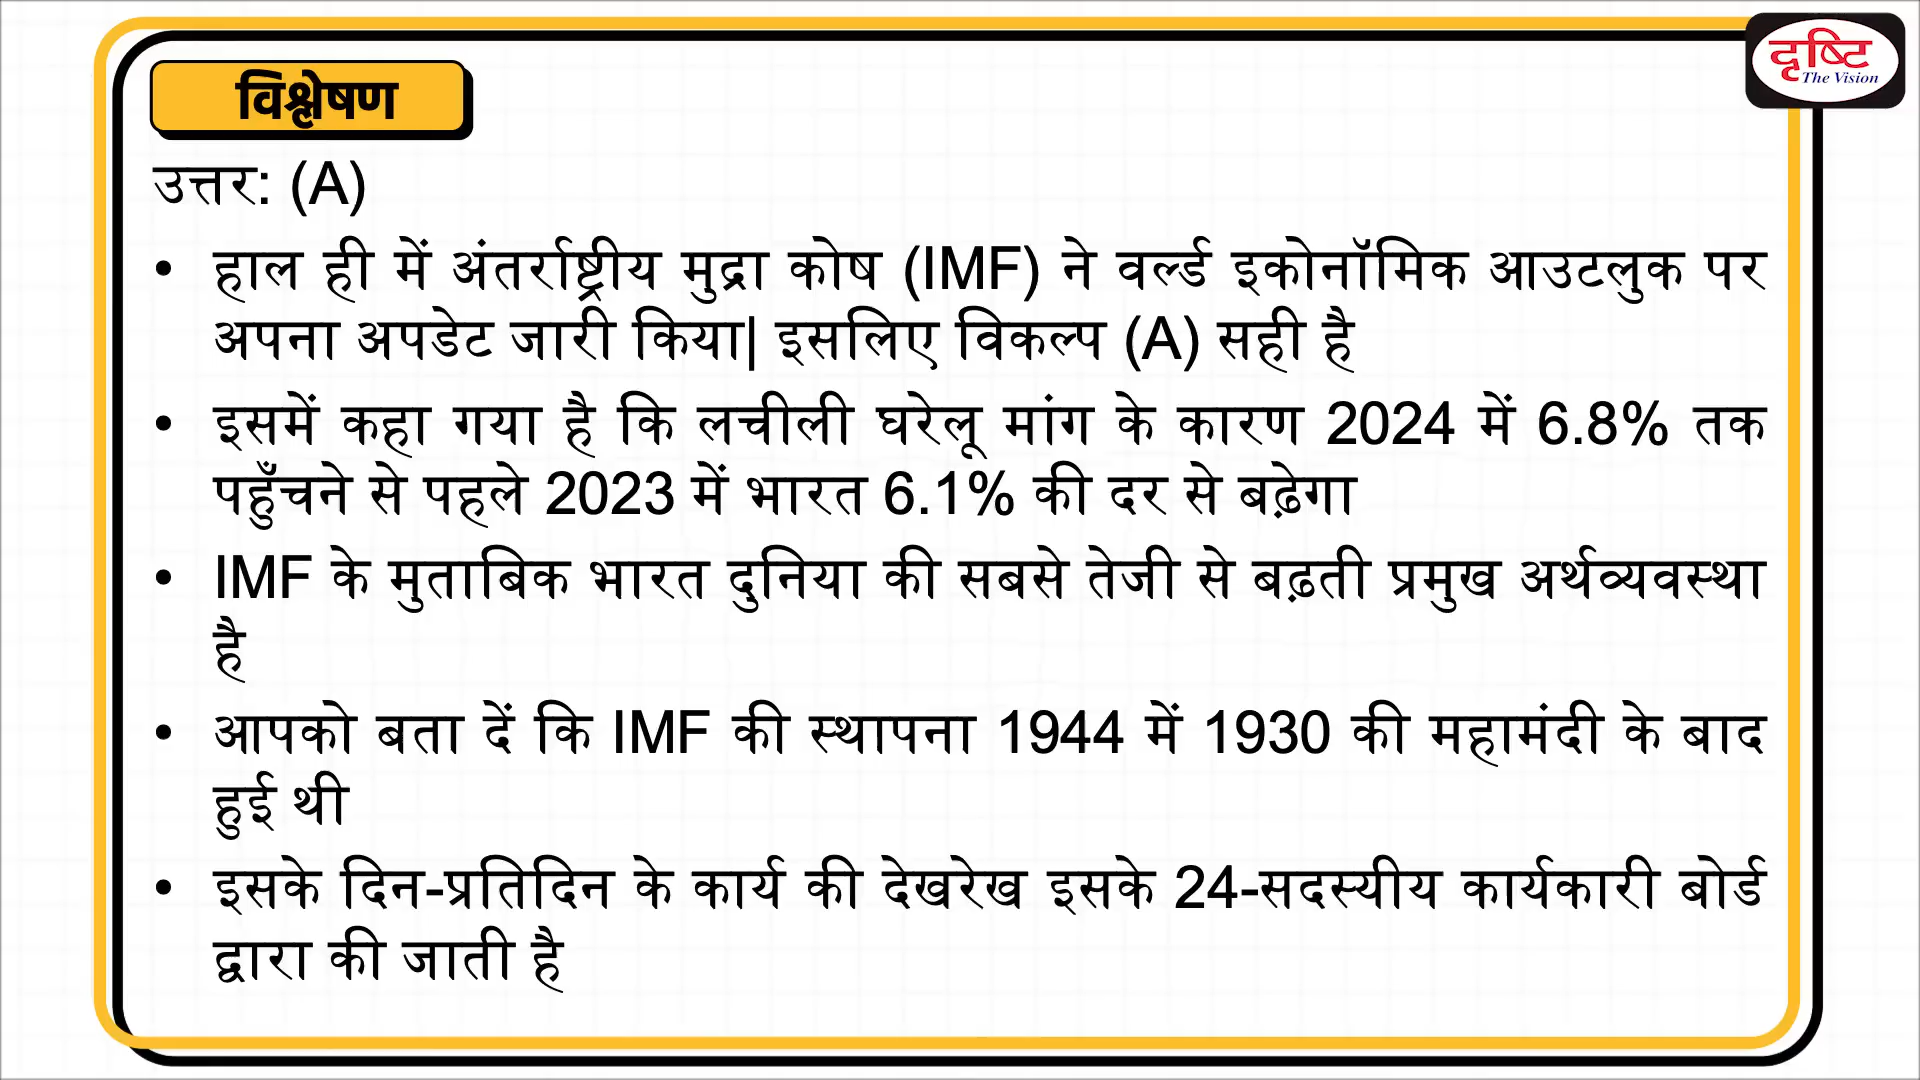 दृष्टि
The Vision
विश्लेषण
उत्तर: (A)
• हाल ही में अंतर्राष्ट्रीय मुद्रा कोष (IMF) ने वर्ल्ड इकोनॉमिक आउटलुक पर
अपना अपडेट जारी किया| इसलिए विकल्प (A) सही है
• इसमें कहा गया है कि लचीली घरेलू मांग के कारण 2024 में 6.8% तक
पहुँचने से पहले 2023 में भारत 6.1% की दर से बढ़ेगा
• IMF के मुताबिक भारत दुनिया की सबसे तेजी से बढ़ती प्रमुख अर्थव्यवस्था
है
• आपको बता दें कि IMF की स्थापना 1944 में 1930 की महामंदी के बाद
हुई थी
• इसके दिन-प्रतिदिन के कार्य की देखरेख इसके 24-सदस्यीय कार्यकारी बोर्ड
द्वारा की जाती है